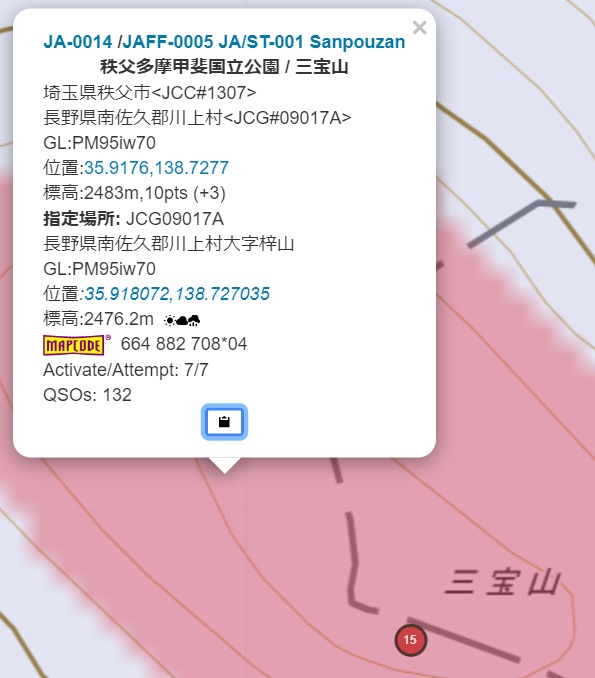 ×
JA-0014 /JAFF-0005 JA/ST-001 Sanpouzan
秩父多摩甲斐国立公園 / 三宝山
埼玉県秩父市<JCC#1307>
長野県南佐久郡川上村<JCG#09017A>
GL:PM95iw70
位置:35.9176,138.7277
標高:2483m,10pts (+3)
指定場所: JCG09017A
長野県南佐久郡川上村大字梓山
GL:PM95iw70
位置:35.918072,138.727035
標高:2476.2m
MAPCODE® 664 882 708*04
Activate/Attempt: 7/7
QSOs: 132
三宝山
15